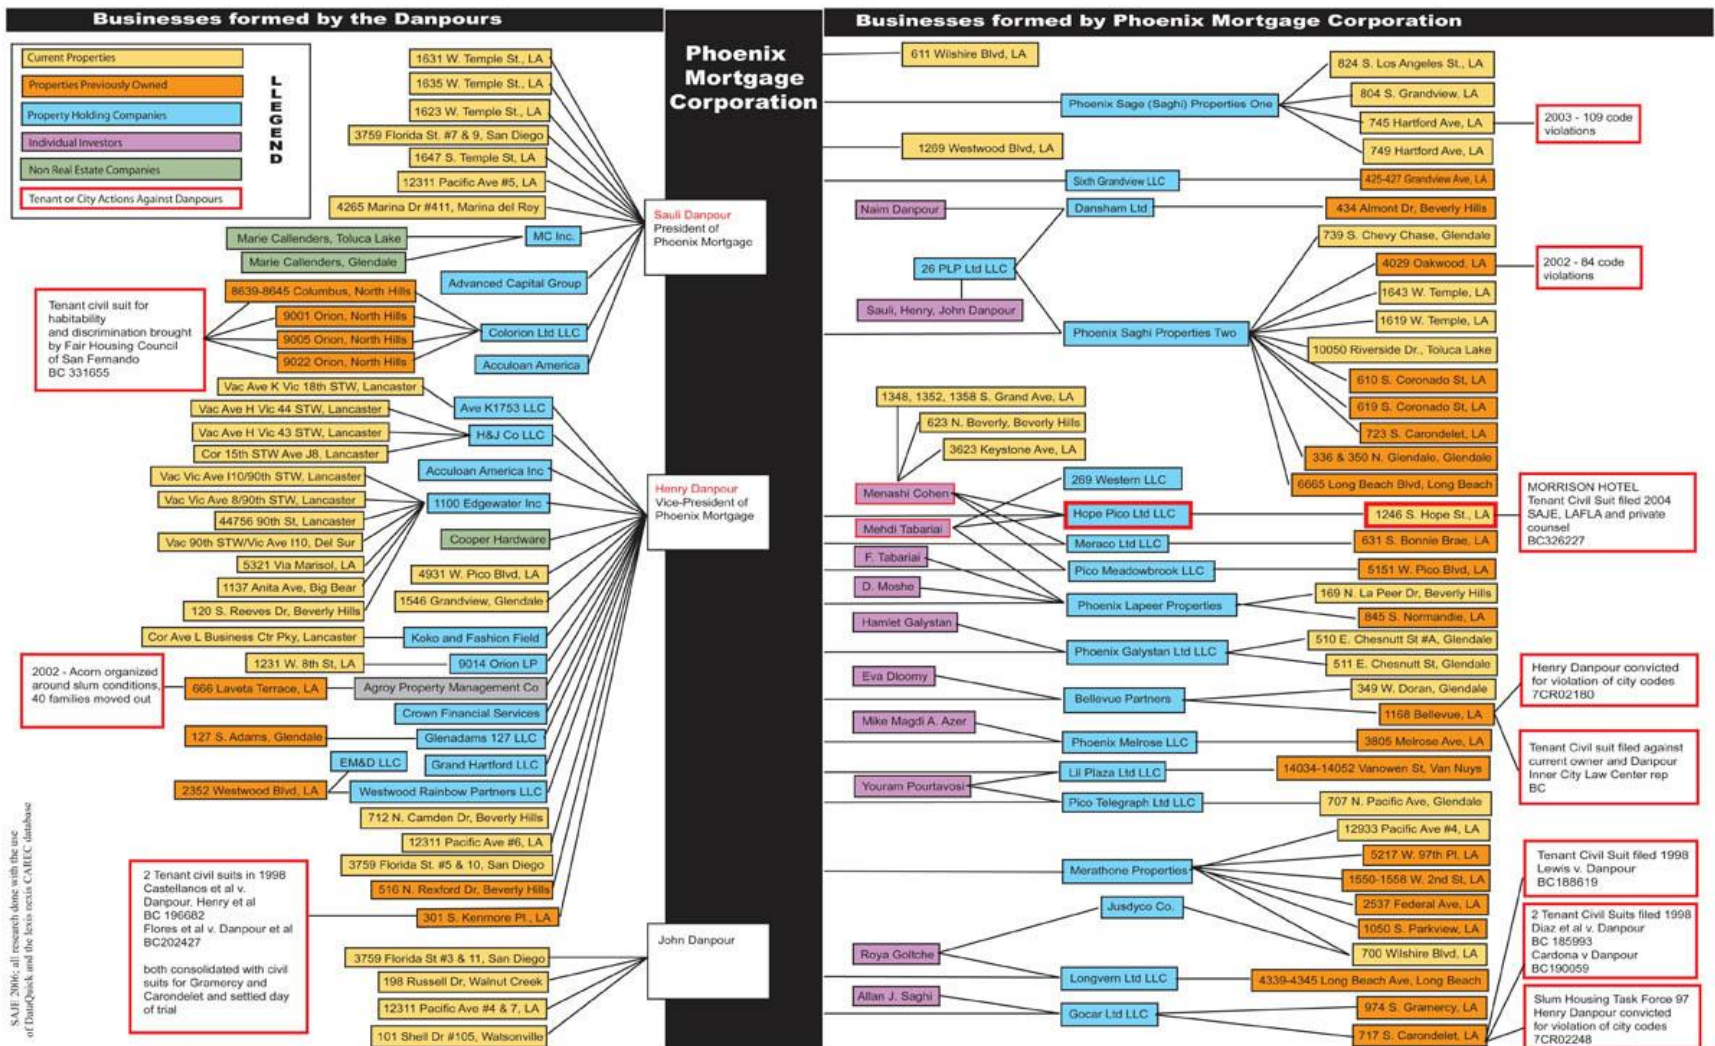 Businesses formed by the Danpours
Current Properties
Properties Previously Owned
Property Holding Companies
Individual Investors
Non Real Estate Companies
Tenant or City Actions Against Danpours
LLEGEND
1631 W. Temple St., LA
1635 W. Temple St., LA
1623 W. Temple St., LA
3759 Florida St. #7 & 9, San Diego
1647 S. Temple St, LA
12311 Pacific Ave #5, LA
4265 Marina Dr #411, Marina del Roy
Marie Callenders, Toluca Lake
MC Inc.
Marie Callenders, Glendale
Advanced Capital Group
8639-8645 Columbus, North Hills
9001 Orion, North Hills
9005 Orion, North Hills
9022 Orion, North Hills
Colorion Ltd LLC
Acculoan America
Tenant civil suit for
habitability
and discrimination brought
by Fair Housing Council
of San Fernando
BC 331655
Vac Ave K Vic 18th STW, Lancaster
Ave K1753 LLC
Vac Ave H Vic 44 STW, Lancaster
Vac Ave H Vic 43 STW, Lancaster
Cor 15th STW Ave J8, Lancaster
H&J Co LLC
Acculoan America Inc
Vac Vic Ave I10/90th STW, Lancaster
Vac Vic Ave 8/90th STW, Lancaster
44756 90th St, Lancaster
Vac 90th STW/Vic Ave I10, Del Sur
5321 Via Marisol, LA
1137 Anita Ave, Big Bear
120 S. Reeves Dr, Beverly Hills
1100 Edgewater Inc
Cooper Hardware
4931 W. Pico Blvd, LA
1546 Grandview, Glendale
Cor Ave L Business Ctr Pky, Lancaster
Koko and Fashion Field
1231 W. 8th St, LA
9014 Orion LP
2002 - Acorn organized
around slum conditions,
40 families moved out
666 Laveta Terrace, LA
Agroy Property Management Co
Crown Financial Services
127 S. Adams, Glendale
Glenadams 127 LLC
EM&D LLC
Grand Hartford LLC
2352 Westwood Blvd, LA
Westwood Rainbow Partners LLC
712 N. Camden Dr, Beverly Hills
12311 Pacific Ave #6, LA
3759 Florida St. #5 & 10, San Diego
516 N. Rexford Dr, Beverly Hills
301 S. Kenmore Pl., LA
2 Tenant civil suits in 1998
Castellanos et al v.
Danpour, Henry et al
BC 196682
Flores et al v. Danpour et al
BC202427
both consolidated with civil
suits for Gramercy and
Carondelet and settled day
of trial
3759 Florida St #3 & 11, San Diego
198 Russell Dr, Walnut Creek
12311 Pacific Ave #4 & 7, LA
101 Shell Dr #105, Watsonville
SAJE 2006; all research done with the use
of DataQuick and the lexis nexis CAREC database
Phoenix
Mortgage
Corporation
Sauli Danpour
President of
Phoenix Mortgage
Henry Danpour
Vice-President of
Phoenix Mortgage
John Danpour
Businesses formed by Phoenix Mortgage Corporation
611 Wilshire Blvd, LA
Phoenix Sage (Saghi) Properties One
824 S. Los Angeles St., LA
804 S. Grandview, LA
745 Hartford Ave, LA
749 Hartford Ave, LA
2003 - 109 code
violations
1269 Westwood Blvd, LA
Sixth Grandview LLC
425-427 Grandview Ave, LA
Naim Danpour
Dansham Ltd
434 Almont Dr, Beverly Hills
26 PLP Ltd LLC
Sauli, Henry, John Danpour
Phoenix Saghi Properties Two
739 S. Chevy Chase, Glendale
4029 Oakwood, LA
2002 - 84 code
violations
1643 W. Temple, LA
1619 W. Temple, LA
10050 Riverside Dr., Toluca Lake
610 S. Coronado St, LA
619 S. Coronado St, LA
723 S. Carondelet, LA
336 & 350 N. Glendale, Glendale
6665 Long Beach Blvd, Long Beach
1348, 1352, 1358 S. Grand Ave, LA
623 N. Beverly, Beverly Hills
3623 Keystone Ave, LA
Menashi Cohen
269 Western LLC
Mehdi Tabariai
Hope Pico Ltd LLC
1246 S. Hope St., LA
MORRISON HOTEL
Tenant Civil Suit filed 2004
SAJE, LAFLA and private
counsel
BC326227
F. Tabariai
Moraco Ltd LLC
631 S. Bonnie Brae, LA
D. Moshe
Pico Meadowbrook LLC
5151 W. Pico Blvd, LA
Phoenix Lapeer Properties
169 N. La Peer Dr, Beverly Hills
845 S. Normandie, LA
Hamlet Galystan
Phoenix Galystan Ltd LLC
510 E. Chesnutt St #A, Glendale
511 E. Chesnutt St, Glendale
Eva Dloomy
Bellevue Partners
349 W. Doran, Glendale
1168 Bellevue, LA
Henry Danpour convicted
for violation of city codes
7CR02180
Tenant Civil suit filed against
current owner and Danpour
Inner City Law Center rep
BC
Mike Magdi A. Azer
Phoenix Melrose LLC
3805 Melrose Ave, LA
Youram Pourtavosi
Lil Plaza Ltd LLC
14034-14052 Vanowen St, Van Nuys
Pico Telegraph Ltd LLC
707 N. Pacific Ave, Glendale
Merathone Properties
12933 Pacific Ave #4, LA
5217 W. 97th Pl, LA
1550-1558 W. 2nd St, LA
2537 Federal Ave, LA
1050 S. Parkview, LA
700 Wilshire Blvd, LA
Jusdyco Co.
Roya Goltche
Longvern Ltd LLC
4339-4345 Long Beach Ave, Long Beach
Allan J. Saghi
Gocar Ltd LLC
974 S. Gramercy, LA
717 S. Carondelet, LA
Tenant Civil Suit filed 1998
Lewis v. Danpour
BC188619
2 Tenant Civil Suits filed 1998
Diaz et al v. Danpour
BC 185993
Cardona v Danpour
BC190059
Slum Housing Task Force 97
Henry Danpour convicted
for violation of city codes
7CR02248